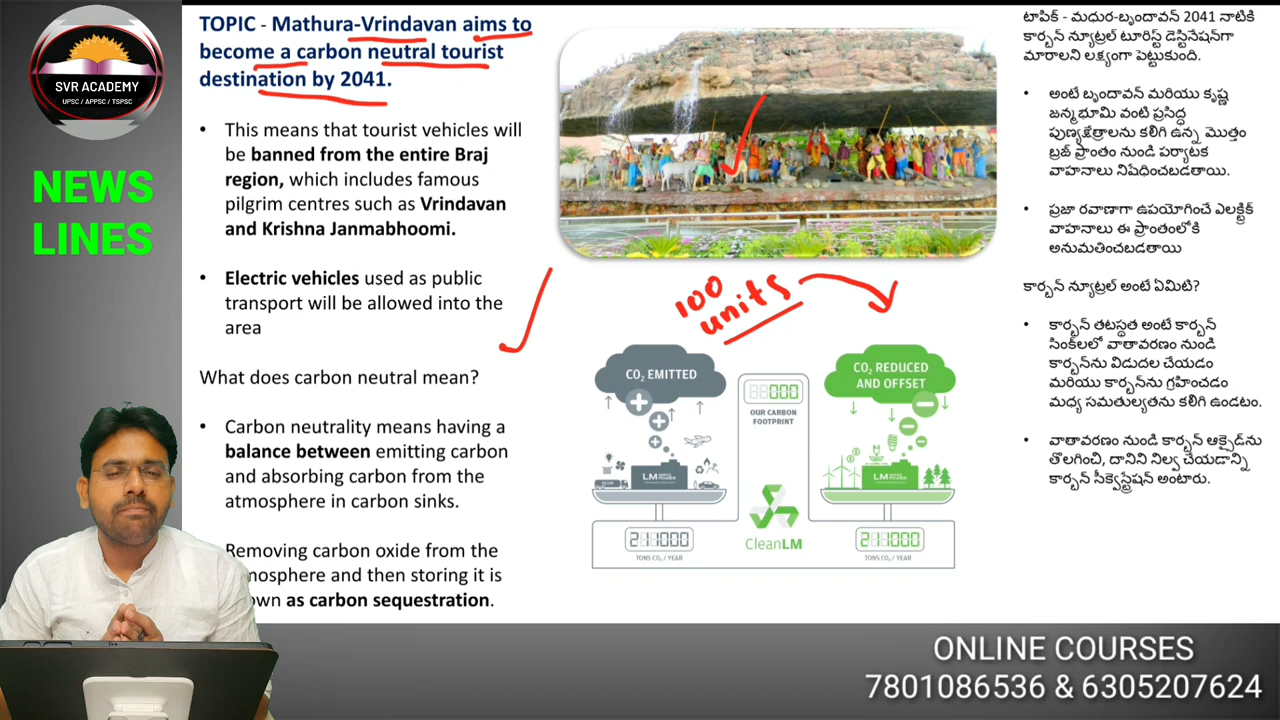 SVR ACADEMY
UPSC / APPSC / TSPSC
NEWS
LINES
TOPIC - Mathura-Vrindavan aims to
become a carbon neutral tourist
destination by 2041.
• This means that tourist vehicles will
be banned from the entire Braj
region, which includes famous
pilgrim centres such as Vrindavan
and Krishna Janmabhoomi.
• Electric vehicles used as public
transport will be allowed into the
area
What does carbon neutral mean?
• Carbon neutrality means having a
balance between emitting carbon
and absorbing carbon from the
atmosphere in carbon sinks.
Removing carbon oxide from the
mosphere and then storing it is
own as carbon sequestration.
100
units
CO₂ EMITTED
CO₂ REDUCED
AND OFFSET
000
OUR CARBON
FOOTPRINT
LM
LM
CleanLM
211000
TONS CO₂ / YEAR
211000
TONS CO₂ / YEAR
టాపిక్ - మధుర-బృందావన్ 2041 నాటికి
కార్బన్ న్యూట్రల్ టూరిస్ట్ డెస్టినేషన్‌గా
మారాలని లక్ష్యంగా పెట్టుకుంది.
• అంటే బృందావన్ మరియు కృష్ణ
జన్మభూమి వంటి ప్రసిద్ధ
పుణ్యక్షేత్రాలను కలిగి ఉన్న మొత్తం
బ్రజ్ ప్రాంతం నుండి పర్యాటక
వాహనాలు నిషేధించబడతాయి.
• ప్రజా రవాణాగా ఉపయోగించే ఎలక్ట్రిక్
వాహనాలు ఈ ప్రాంతంలోకి
అనుమతించబడతాయి
కార్బన్ న్యూట్రల్ అంటే ఏమిటి?
• కార్బన్ తటస్థత అంటే కార్బన్
సింక్‌లలో వాతావరణం నుండి
కార్బన్‌ను విడుదల చేయడం
మరియు కార్బన్‌ను గ్రహించడం
మధ్య సమతుల్యతను కలిగి ఉండటం.
• వాతావరణం నుండి కార్బన్ ఆక్సైడ్‌ను
తొలగించి, దానిని నిల్వ చేయడాన్ని
కార్బన్ సీక్వెస్ట్రేషన్ అంటారు.
ONLINE COURSES
7801086536 & 6305207624